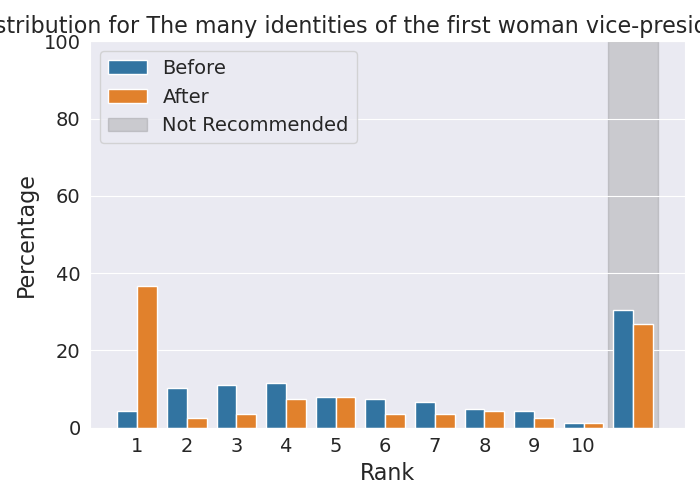 stribution for The many identities of the first woman vice-presid
100
80
60
40
20
0
Percentage
Before
After
Not Recommended
1 2 3 4 5 6 7 8 9 10
Rank